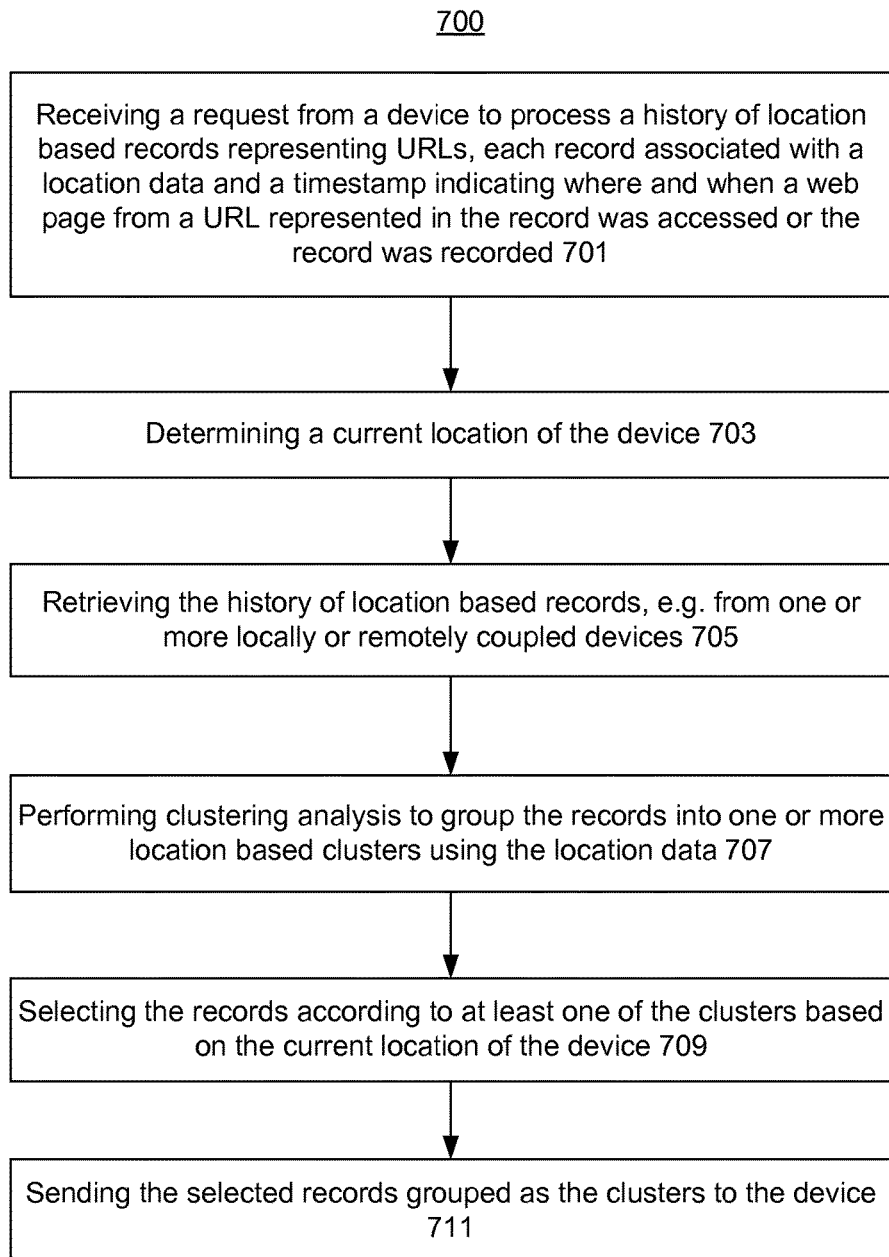 700
Receiving a request from a device to process a history of location
based records representing URLs, each record associated with a
location data and a timestamp indicating where and when a web
page from a URL represented in the record was accessed or the
record was recorded 701
Determining a current location of the device 703
Retrieving the history of location based records, e.g. from one or
more locally or remotely coupled devices 705
Performing clustering analysis to group the records into one or more
location based clusters using the location data 707
Selecting the records according to at least one of the clusters based
on the current location of the device 709
Sending the selected records grouped as the clusters to the device
711